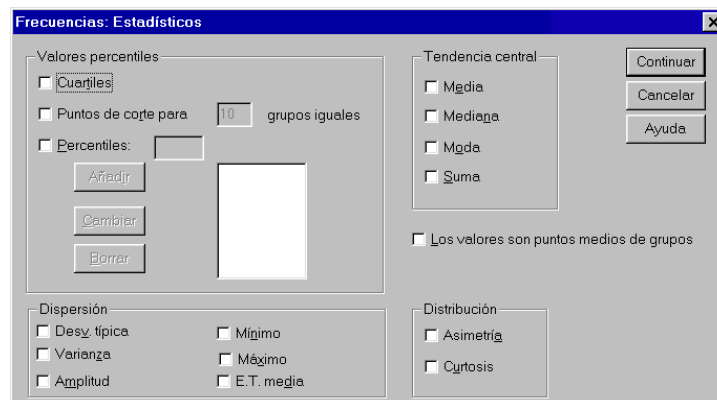 Frecuencias: Estadísticos
Valores percentiles
Cuartiles
Puntos de corte para 10 grupos iguales
Percentiles:
Añadir
Cambiar
Borrar
Tendencia central
Media
Mediana
Moda
Suma
Continuar
Cancelar
Ayuda
Los valores son puntos medios de grupos
Dispersión
Desv. típica
Varianza
Amplitud
Mínimo
Máximo
E.T. media
Distribución
Asimetría
Curtosis